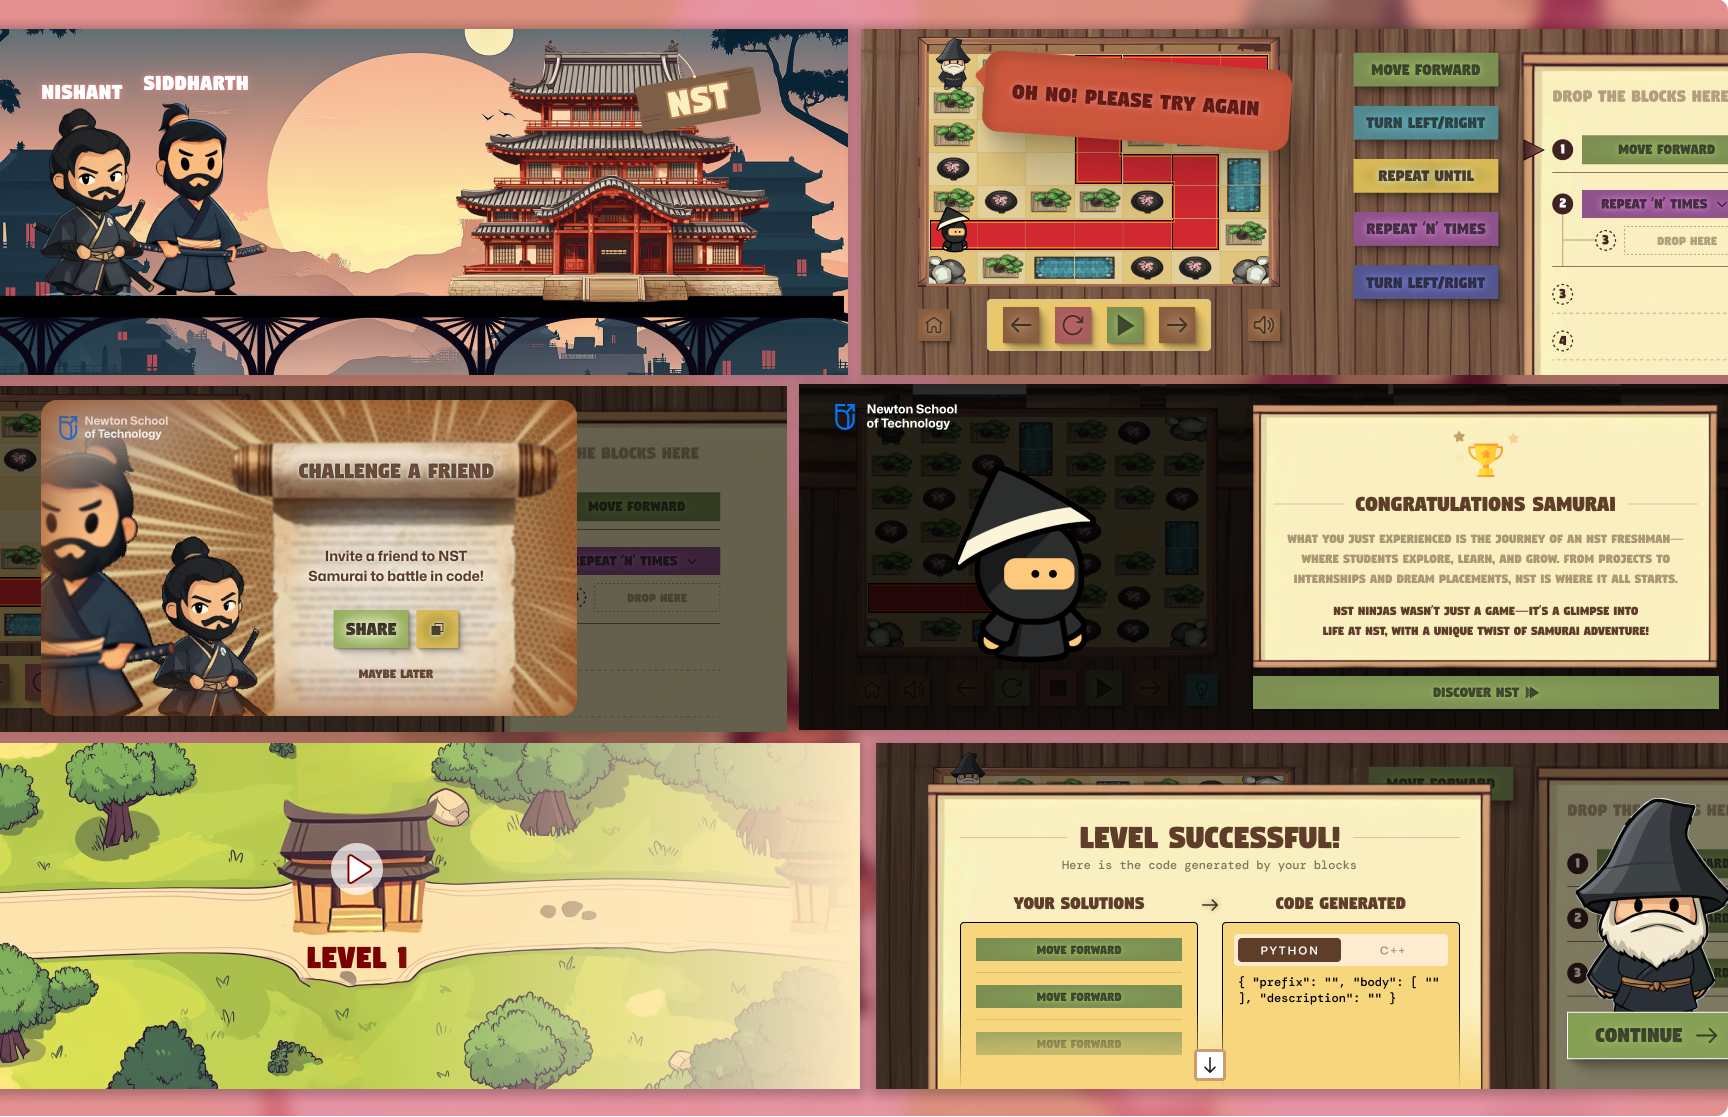 NISHANT
SIDDHARTH
NST
OH NO! PLEASE TRY AGAIN
MOVE FORWARD
TURN LEFT/RIGHT
REPEAT UNTIL
REPEAT 'N' TIMES
TURN LEFT/RIGHT
DROP THE BLOCKS HERE
1
MOVE FORWARD
2
REPEAT 'N' TIMES
3
DROP HERE
3
4
Newton School
of Technology
CHALLENGE A FRIEND
Invite a friend to NST
Samurai to battle in code!
SHARE
MAYBE LATER
HE BLOCKS HERE
MOVE FORWARD
EPEAT 'N' TIMES
DROP HERE
Newton School
of Technology
CONGRATULATIONS SAMURAI
WHAT YOU JUST EXPERIENCED IS THE JOURNEY OF AN NST FRESHMAN—
WHERE STUDENTS EXPLORE, LEARN, AND GROW. FROM PROJECTS TO
INTERNSHIPS AND DREAM PLACEMENTS, NST IS WHERE IT ALL STARTS.
NST NINJAS WASN'T JUST A GAME—IT'S A GLIMPSE INTO
LIFE AT NST, WITH A UNIQUE TWIST OF SAMURAI ADVENTURE!
DISCOVER NST
LEVEL 1
MOVE FORWARD
LEVEL SUCCESSFUL!
Here is the code generated by your blocks
YOUR SOLUTIONS
CODE GENERATED
MOVE FORWARD
MOVE FORWARD
MOVE FORWARD
PYTHON
C++
{ "prefix": "", "body": [ ""
], "description": "" }
DROP
1
2
3
CONTINUE